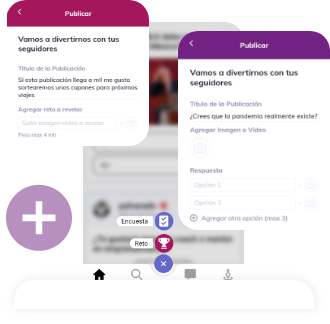 Publicar
Vamos a divertirnos con tus
seguidores
Título de la Publicación
Si esta publicación llega a mil me gusta
sortearemos unos cupones para próximos
viajes
Agregar reto a revelar
Subir imagen-video a revelar
Peso max 4 mb
Publicar
Vamos a divertirnos con tus
seguidores
Título de la Publicación
¿Crees que la pandemia realmente existe?
Agregar Imagen o Video
Respuesta
Opción 1
Opción 2
Agregar otra opción (max 3)
Encuesta
Reto